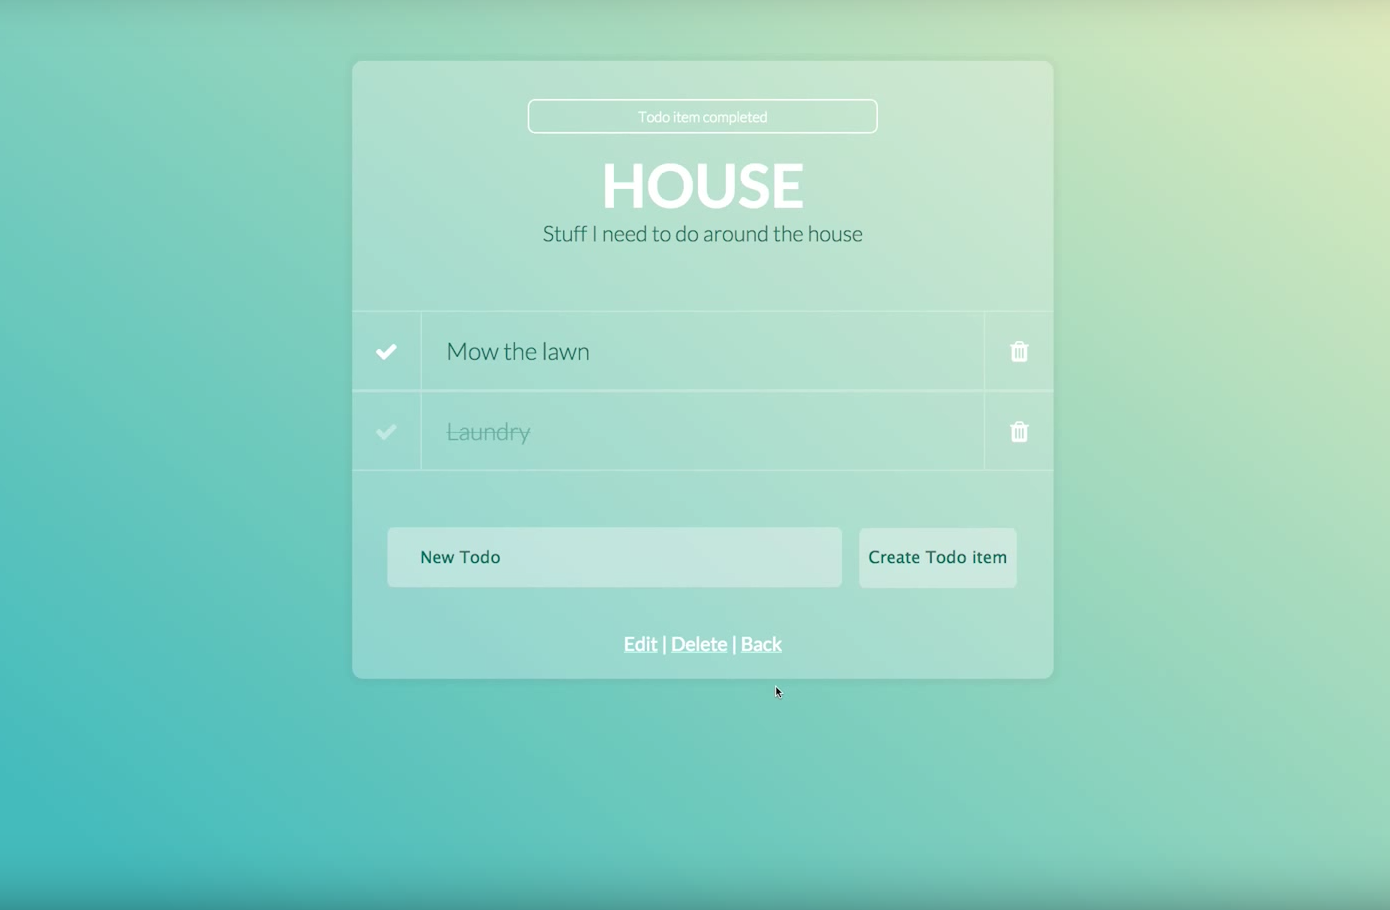 Todo item completed
HOUSE
Stuff I need to do around the house
Mow the lawn
Laundry
New Todo
Create Todo item
Edit | Delete | Back